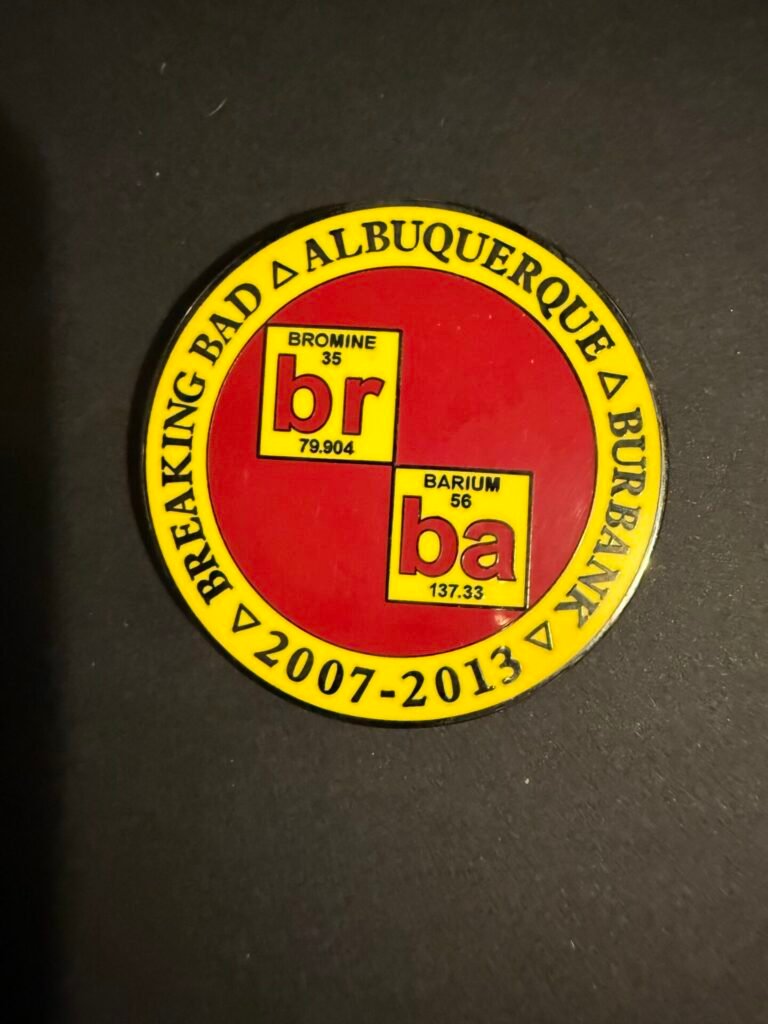 BREAKING BAD △ ALBUQUERQUE △ BURBANK △ 2007-2013 △
BROMINE
35
br
79.904
BARIUM
56
ba
137.33